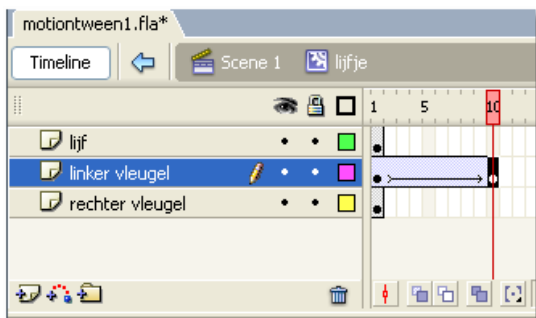 motiontween1.fla*
Timeline Scene 1 lijfje
1 5 10
lijf
linker vleugel
rechter vleugel